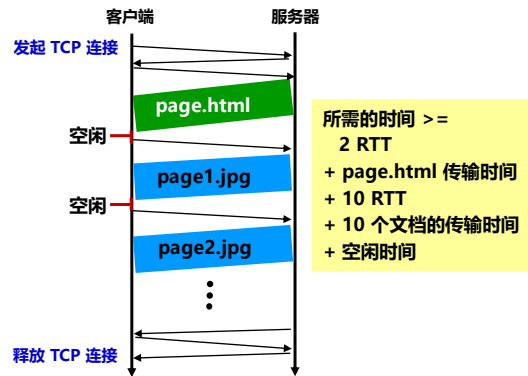 客户端
服务器
发起 TCP 连接
page.html
空闲
page1.jpg
空闲
page2.jpg
释放 TCP 连接
所需的时间 >=
2 RTT
+ page.html 传输时间
+ 10 RTT
+ 10 个文档的传输时间
+ 空闲时间